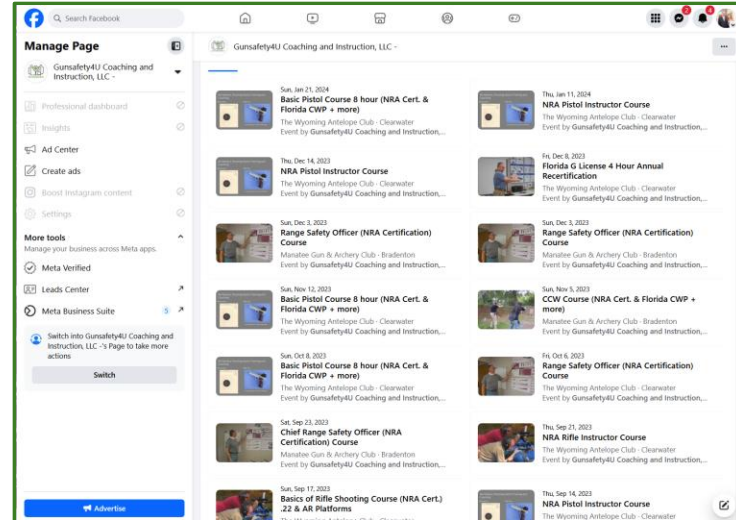 Search Facebook
2
4
Manage Page
Gunsafety4U Coaching and
Instruction, LLC -
Professional dashboard
Insights
Ad Center
Create ads
Boost Instagram content
Settings
More tools
Manage your business across Meta apps.
Meta Verified
Leads Center
Meta Business Suite
5
Switch into Gunsafety4U Coaching and
Instruction, LLC -'s Page to take more
actions
Switch
Advertise
Gunsafety4U Coaching and Instruction, LLC -
Sun, Jan 21, 2024
Basic Pistol Course 8 hour (NRA Cert. &
Florida CWP + more)
The Wyoming Antelope Club · Clearwater
Event by Gunsafety4U Coaching and Instruction,...
Thu, Jan 11, 2024
NRA Pistol Instructor Course
The Wyoming Antelope Club · Clearwater
Event by Gunsafety4U Coaching and Instruction,...
Thu, Dec 14, 2023
NRA Pistol Instructor Course
The Wyoming Antelope Club · Clearwater
Event by Gunsafety4U Coaching and Instruction,...
Fri, Dec 8, 2023
Florida G License 4 Hour Annual
Recertification
The Wyoming Antelope Club · Clearwater
Event by Gunsafety4U Coaching and Instruction,...
Sun, Dec 3, 2023
Range Safety Officer (NRA Certification)
Course
Manatee Gun & Archery Club · Bradenton
Event by Gunsafety4U Coaching and Instruction,...
Sun, Dec 3, 2023
Range Safety Officer (NRA Certification)
Course
Manatee Gun & Archery Club · Bradenton
Event by Gunsafety4U Coaching and Instruction,...
Sun, Nov 12, 2023
Basic Pistol Course 8 hour (NRA Cert. &
Florida CWP + more)
The Wyoming Antelope Club · Clearwater
Event by Gunsafety4U Coaching and Instruction,...
Sun, Nov 5, 2023
CCW Course (NRA Cert. & Florida CWP +
more)
Manatee Gun & Archery Club · Bradenton
Event by Gunsafety4U Coaching and Instruction,...
Sun, Oct 8, 2023
Basic Pistol Course 8 hour (NRA Cert. &
Florida CWP + more)
The Wyoming Antelope Club · Clearwater
Event by Gunsafety4U Coaching and Instruction,...
Fri, Oct 6, 2023
Range Safety Officer (NRA Certification)
Course
The Wyoming Antelope Club · Clearwater
Event by Gunsafety4U Coaching and Instruction,...
Sat, Sep 23, 2023
Chief Range Safety Officer (NRA
Certification) Course
Manatee Gun & Archery Club · Bradenton
Event by Gunsafety4U Coaching and Instruction,...
Thu, Sep 21, 2023
NRA Rifle Instructor Course
The Wyoming Antelope Club · Clearwater
Event by Gunsafety4U Coaching and Instruction,...
Sun, Sep 17, 2023
Basics of Rifle Shooting Course (NRA Cert.)
.22 & AR Platforms
The Wyoming Antelope Club · Clearwater
Thu, Sep 14, 2023
NRA Pistol Instructor Course
The Wyoming Antelope Club · Clearwater